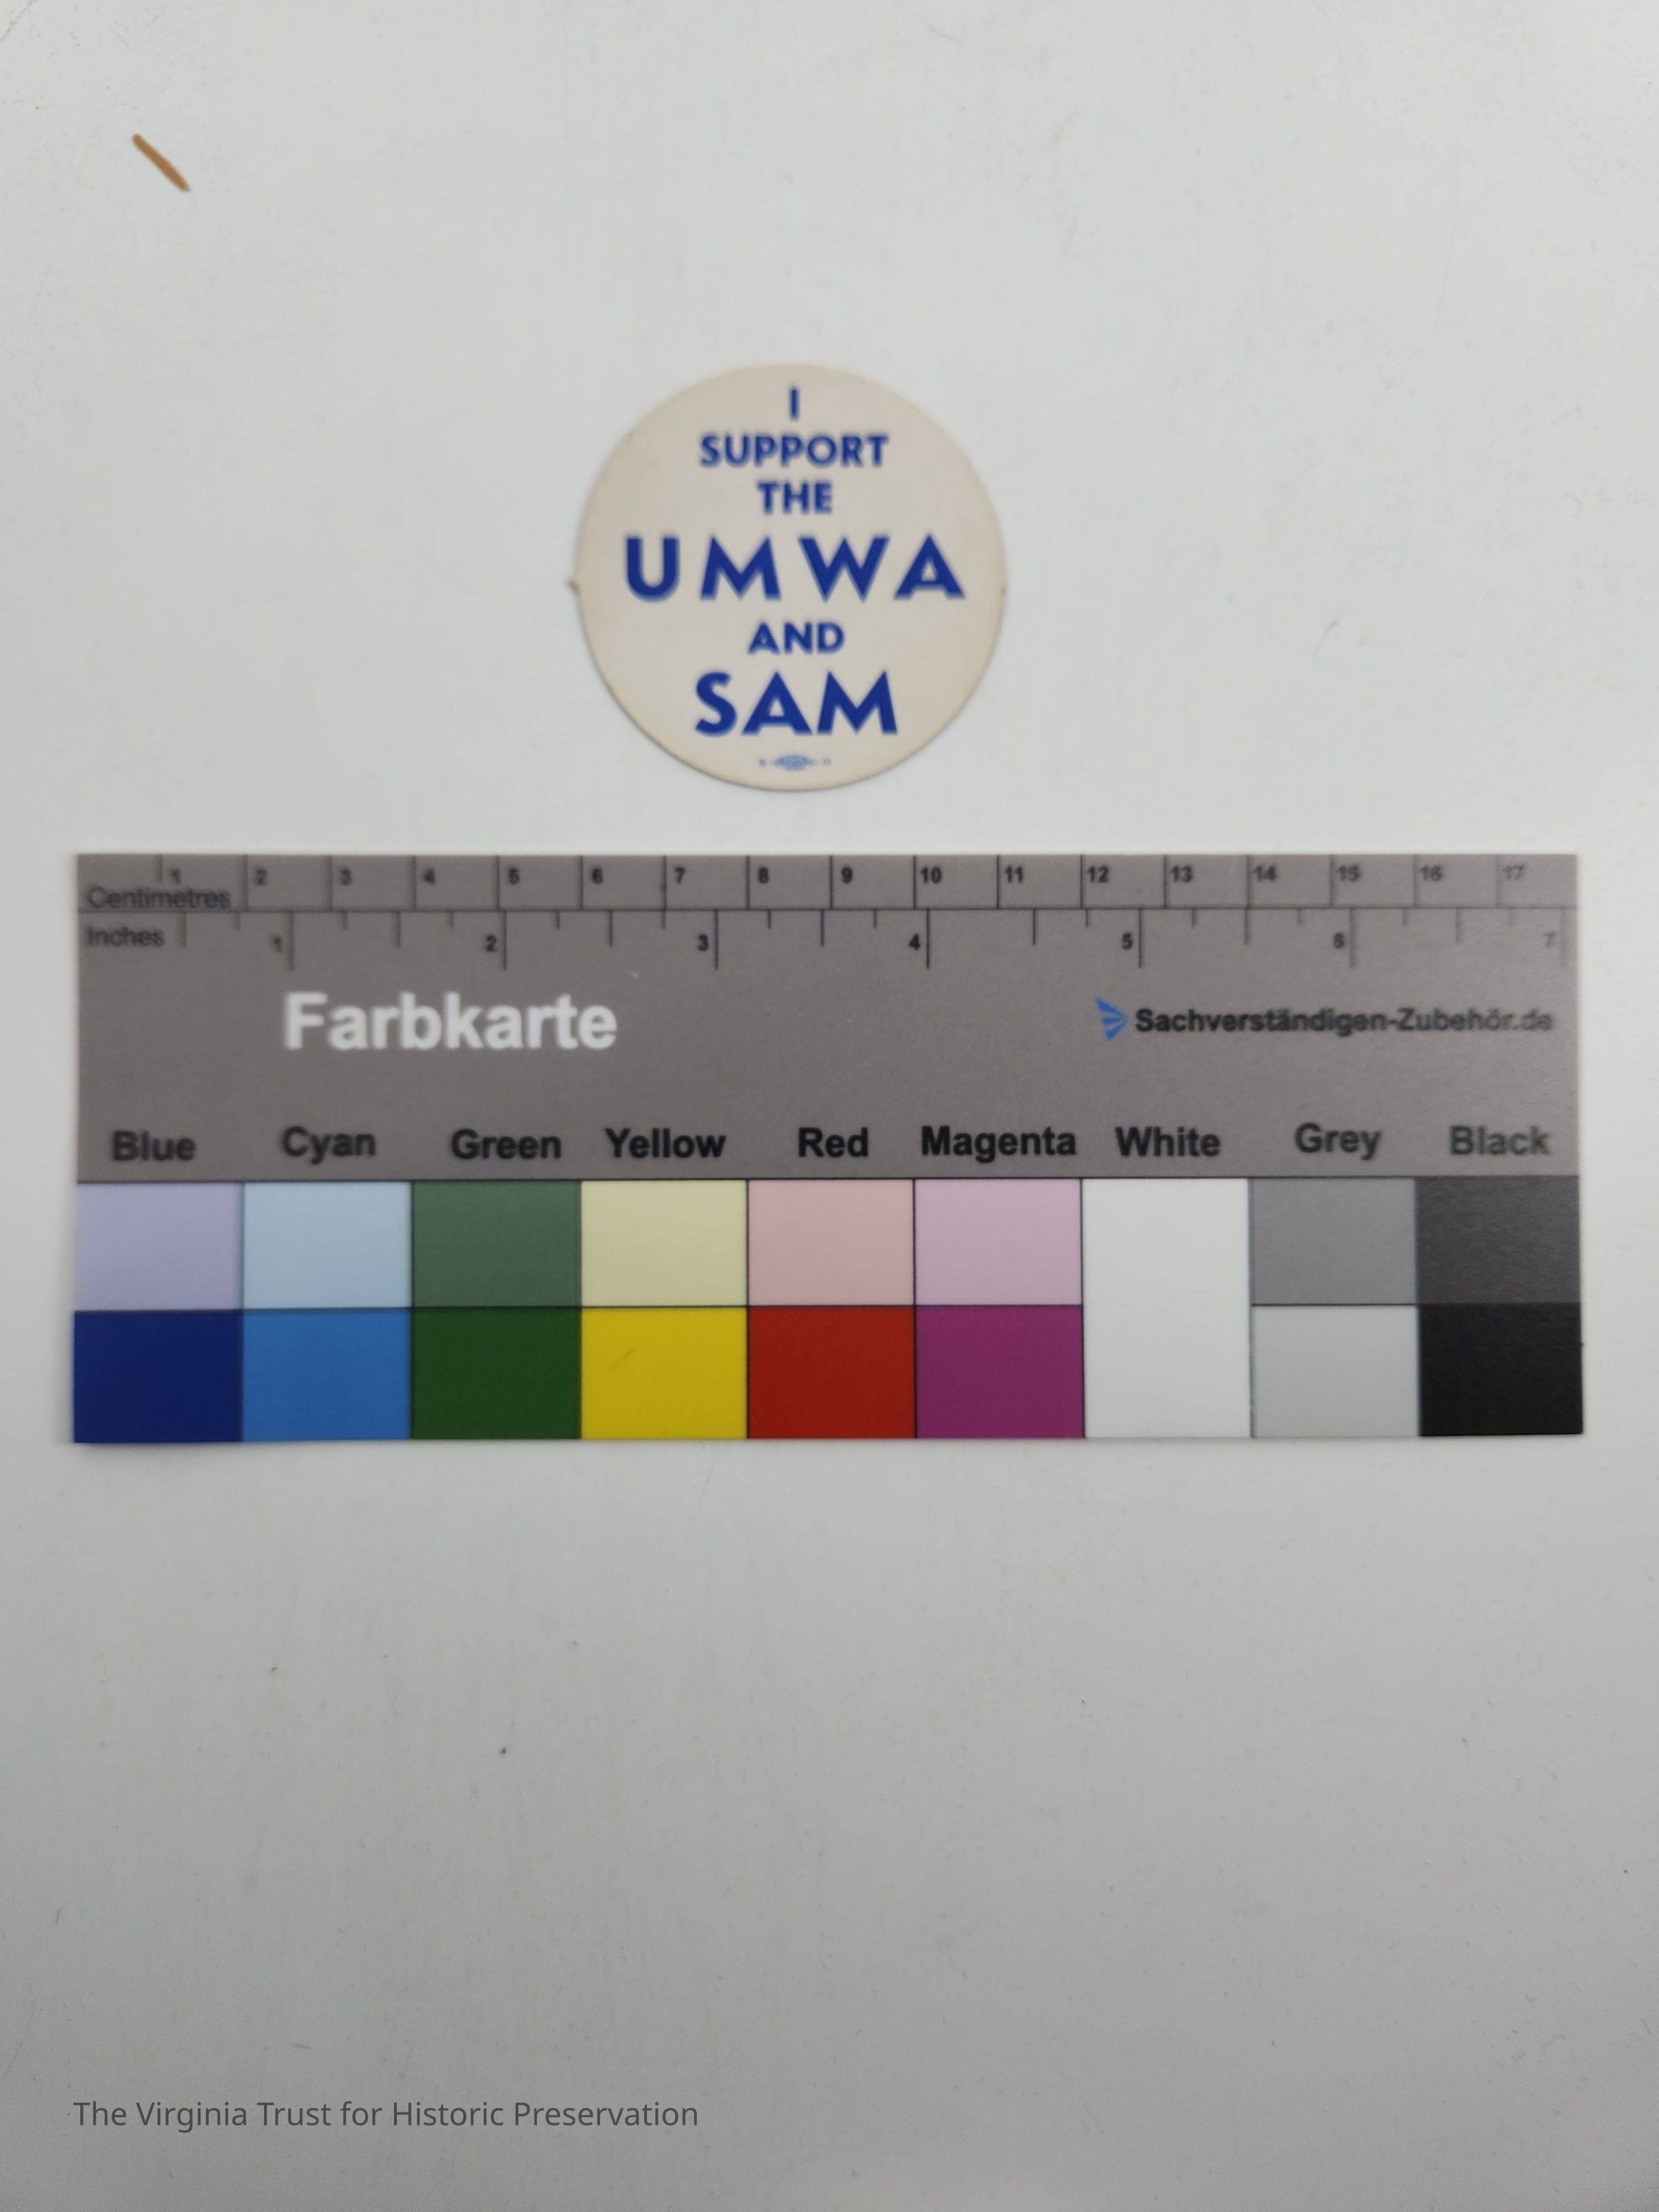 I
SUPPORT
THE
UMWA
AND
SAM
1 2 3 4 5 6 7 8 9 10 11 12 13 14 15 16 17
Centimetres
Inches
1 2 3 4 5 6 7
Farbkarte
Sachverständigen-Zubehör.de
Blue Cyan Green Yellow Red Magenta White Grey Black
The Virginia Trust for Historic Preservation